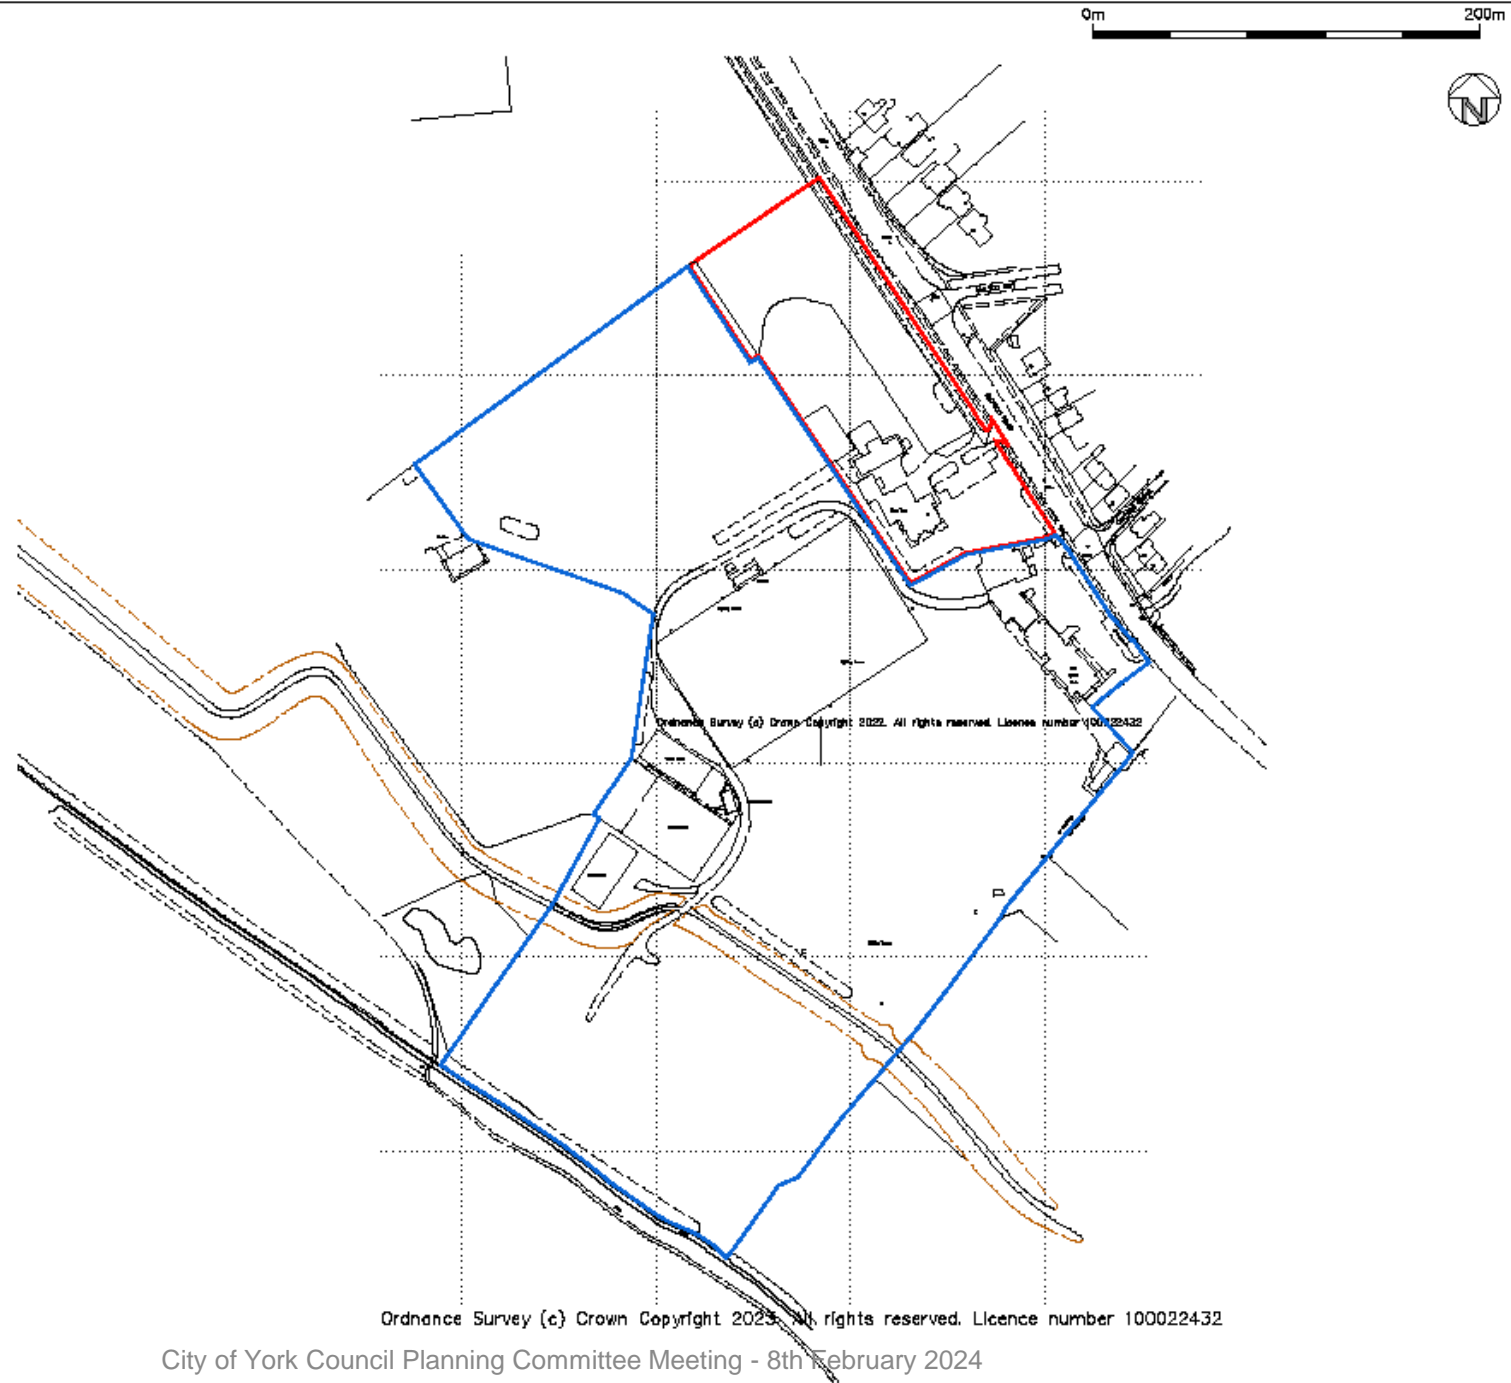 0m 200m
N
Ordnance Survey (c) Crown Copyright 2022. All rights reserved. Licence number 100022432
Ordnance Survey (c) Crown Copyright 2023. All rights reserved. Licence number 100022432
City of York Council Planning Committee Meeting - 8th February 2024